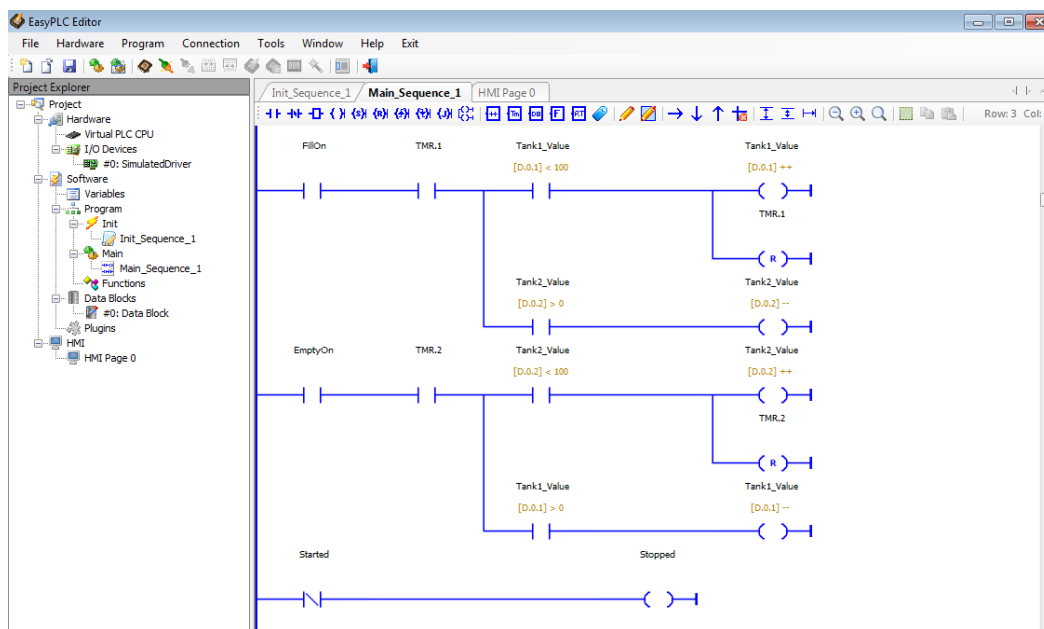 EasyPLC Editor
File Hardware Program Connection Tools Window Help Exit
Project Explorer
Init_Sequence_1 Main_Sequence_1 HMI Page 0
Row: 3 Col:
Project
Hardware
Virtual PLC CPU
I/O Devices
#0: SimulatedDriver
Software
Variables
Program
Init
Init_Sequence_1
Main
Main_Sequence_1
Functions
Data Blocks
#0: Data Block
Plugins
HMI
HMI Page 0
FillOn TMR.1 Tank1_Value Tank1_Value
[D.0.1] < 100 [D.0.1] ++
TMR.1
R
Tank2_Value Tank2_Value
[D.0.2] > 0 [D.0.2] --
EmptyOn TMR.2 Tank2_Value Tank2_Value
[D.0.2] < 100 [D.0.2] ++
TMR.2
R
Tank1_Value Tank1_Value
[D.0.1] > 0 [D.0.1] --
Started Stopped